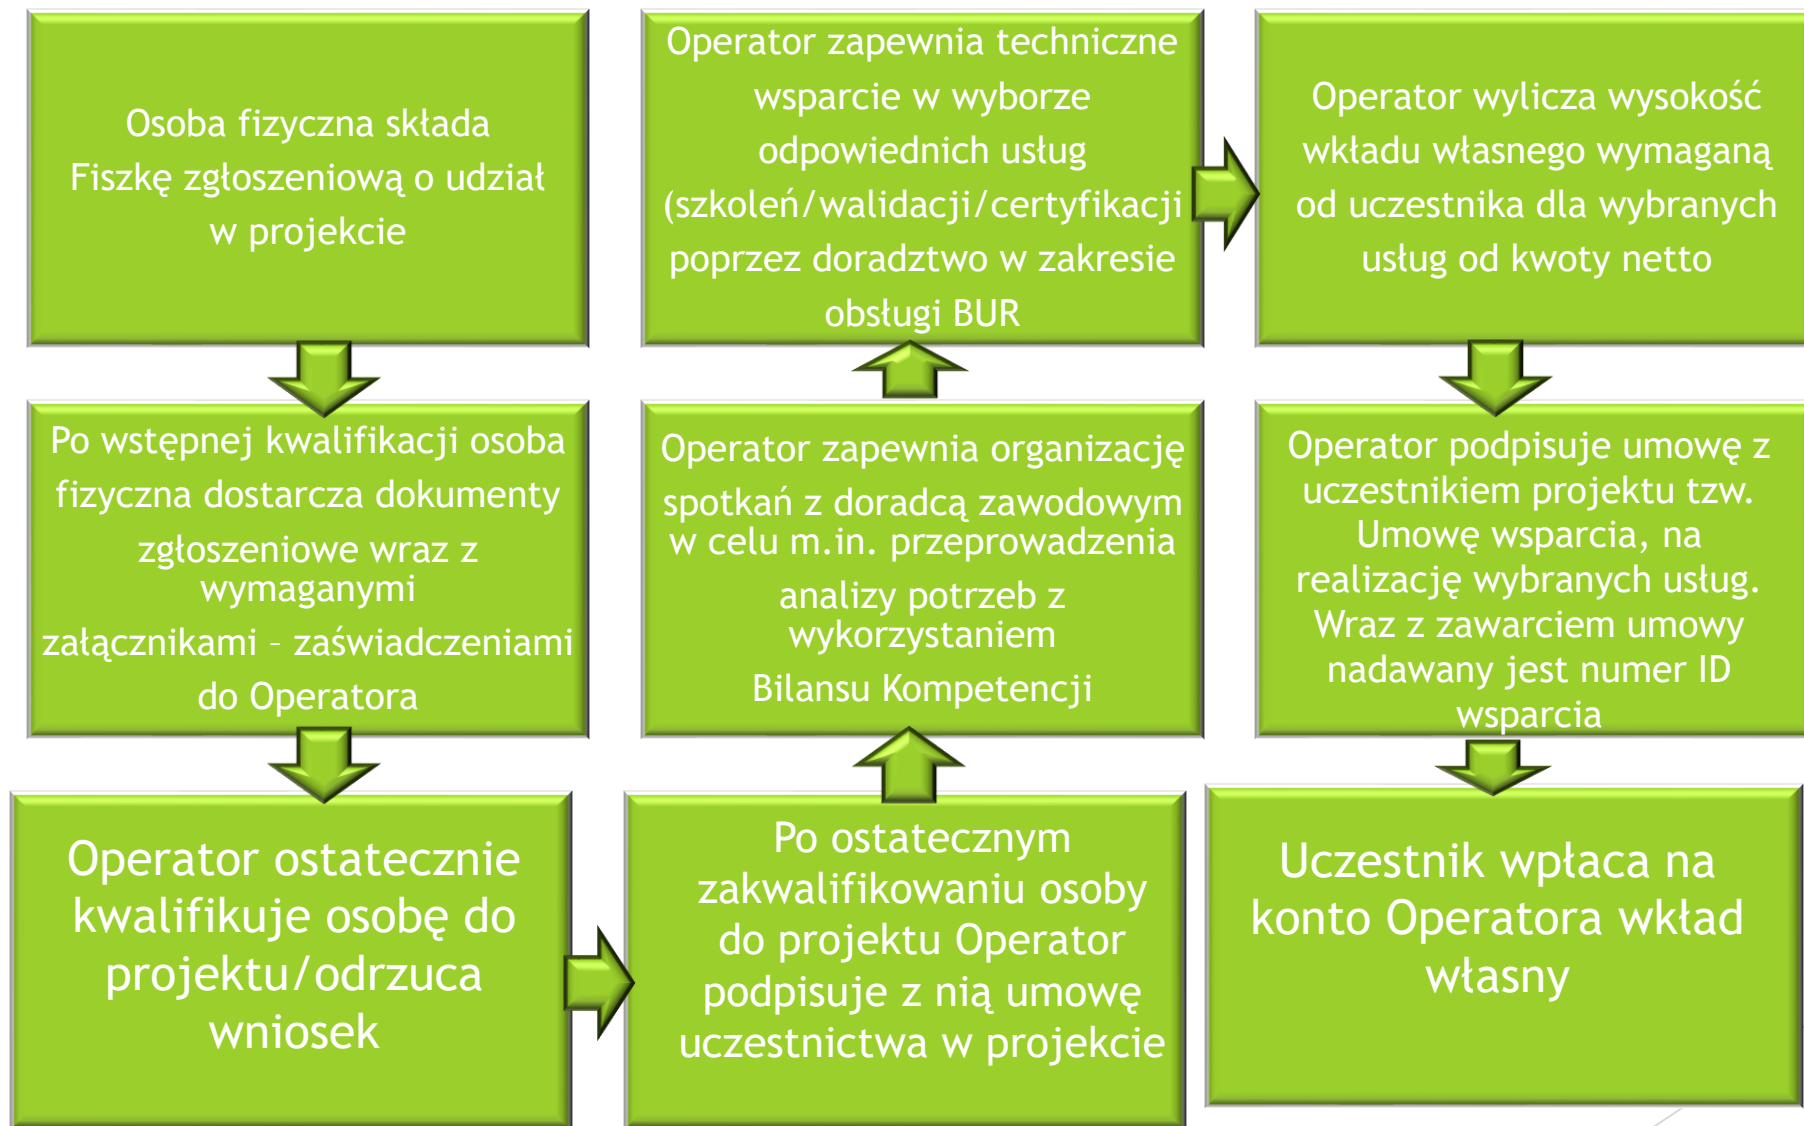 Osoba fizyczna składa
Fiszkę zgłoszeniową o udział
w projekcie
Po wstępnej kwalifikacji osoba
fizyczna dostarcza dokumenty
zgłoszeniowe wraz z
wymaganymi
załącznikami – zaświadczeniami
do Operatora
Operator ostatecznie
kwalifikuje osobę do
projektu/odrzuca
wniosek
Po ostatecznym
zakwalifikowaniu osoby
do projektu Operator
podpisuje z nią umowę
uczestnictwa w projekcie
Operator zapewnia organizację
spotkań z doradcą zawodowym
w celu m.in. przeprowadzenia
analizy potrzeb z
wykorzystaniem
Bilansu Kompetencji
Operator zapewnia techniczne
wsparcie w wyborze
odpowiednich usług
(szkoleń/walidacji/certyfikacji
poprzez doradztwo w zakresie
obsługi BUR
Operator wylicza wysokość
wkładu własnego wymaganą
od uczestnika dla wybranych
usług od kwoty netto
Operator podpisuje umowę z
uczestnikiem projektu tzw.
Umowę wsparcia, na
realizację wybranych usług.
Wraz z zawarciem umowy
nadawany jest numer ID
wsparcia
Uczestnik wpłaca na
konto Operatora wkład
własny